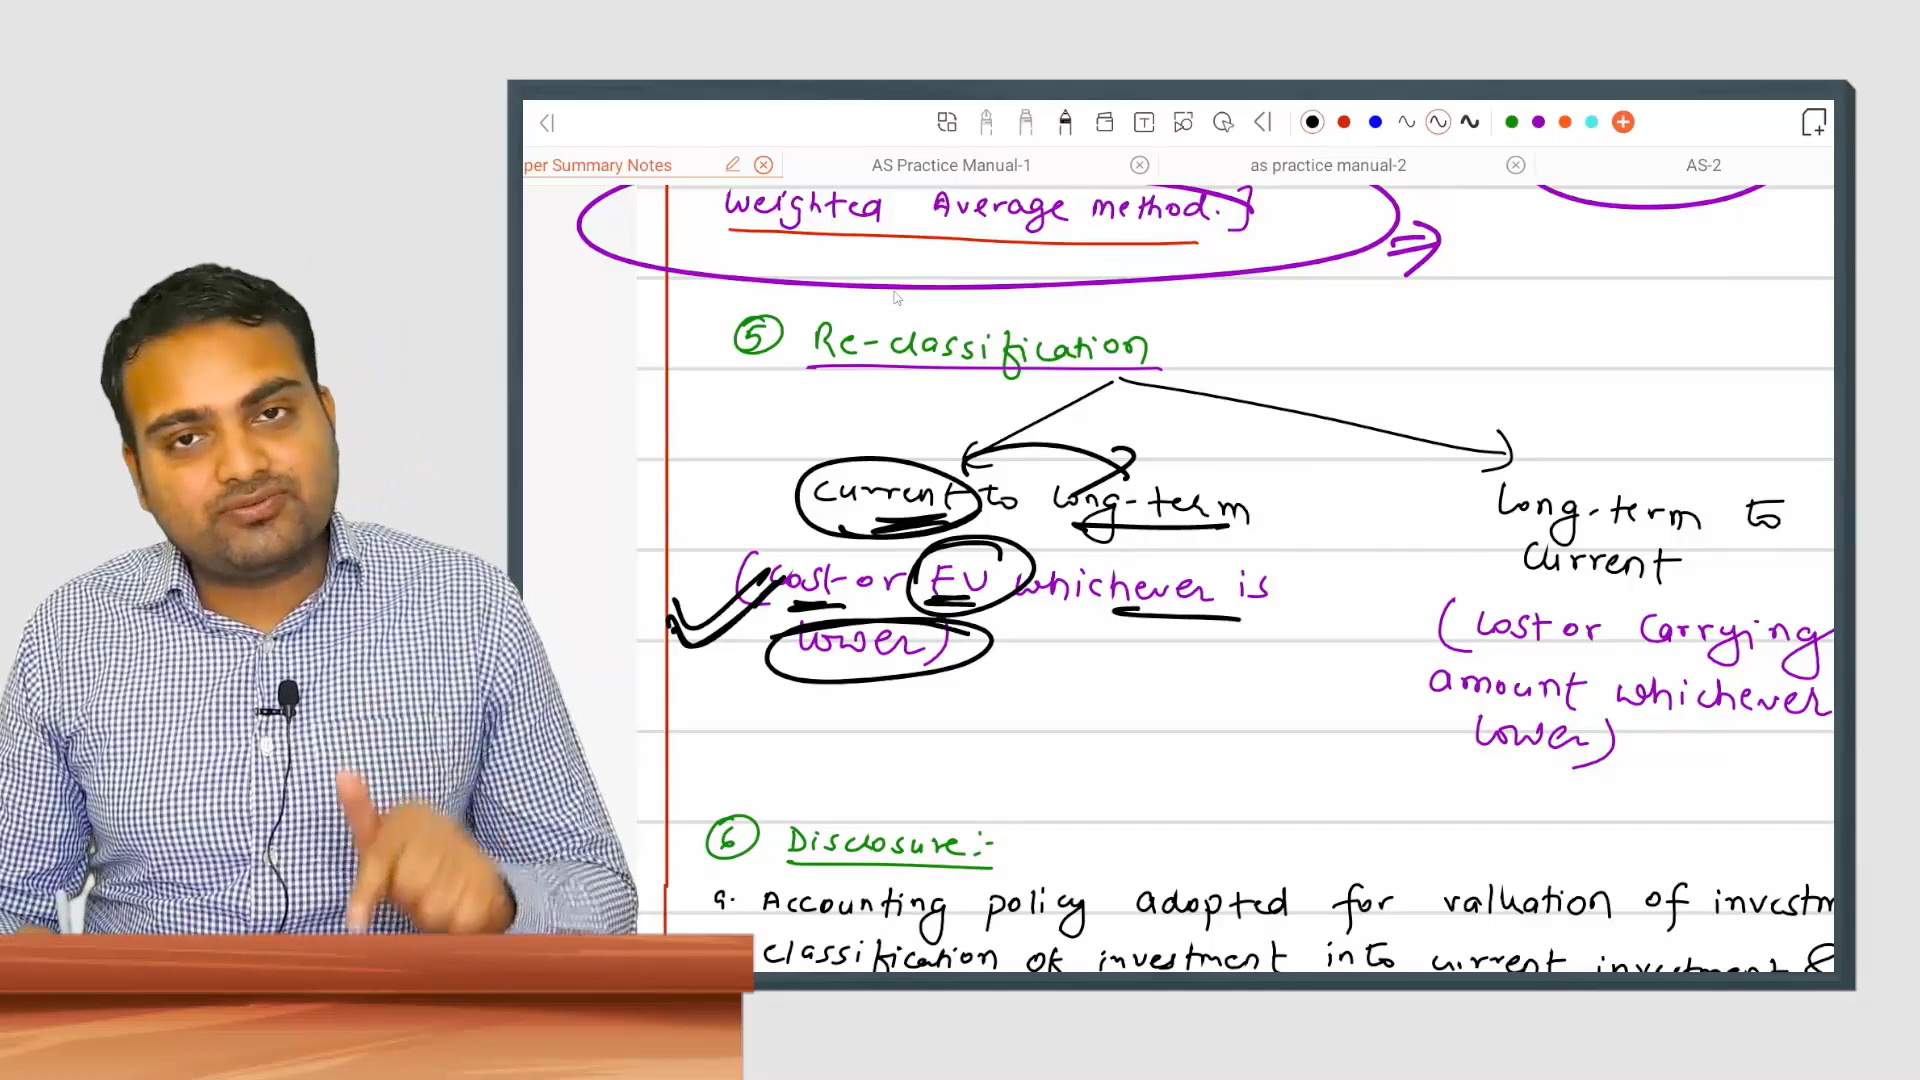 per Summary Notes
AS Practice Manual-1
as practice manual-2
AS-2
Weighted Average method.]
⑤ Re-classification
Current to Long-term
(Cost or FV whichever is
lower)
Long-term to
Current
(Cost or Carrying
amount whichever
lower)
⑥ Disclosure:-
a. Accounting policy adopted for valuation of investm
classification of investment into current investment &